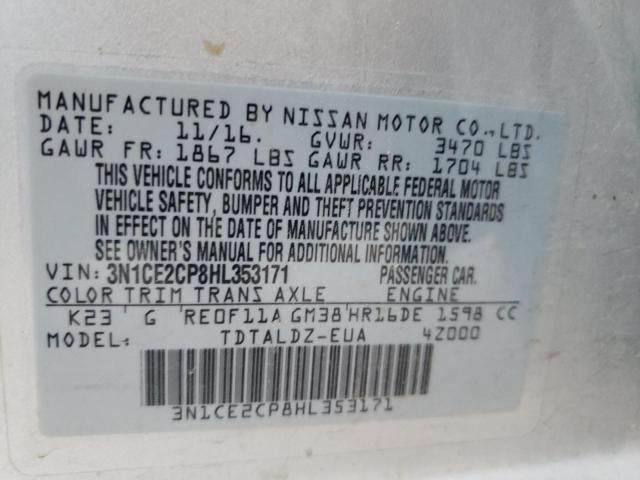 MANUFACTURED BY NISSAN MOTOR CO.,LTD.
DATE: 11/16. GVWR: 3470 LBS
GAWR FR: 1867 LBS GAWR RR: 1704 LBS
THIS VEHICLE CONFORMS TO ALL APPLICABLE FEDERAL MOTOR
VEHICLE SAFETY, BUMPER AND THEFT PREVENTION STANDARDS
IN EFFECT ON THE DATE OF MANUFACTURE SHOWN ABOVE.
SEE OWNER'S MANUAL FOR ADDITIONAL INFORMATION.
VIN: 3N1CE2CP8HL353171 PASSENGER CAR.
COLOR TRIM TRANS AXLE ENGINE
K23 G RE0F11A GM38 HR16DE 1598 CC
MODEL: TDTALDZ-EUA 4Z000
3N1CE2CP8HL353171